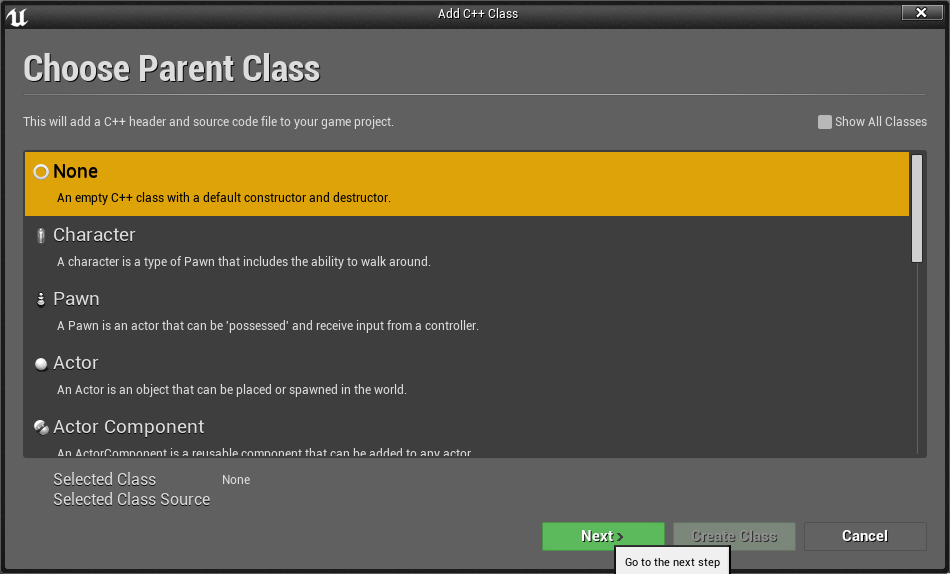 Add C++ Class
Choose Parent Class
This will add a C++ header and source code file to your game project.
Show All Classes
None
An empty C++ class with a default constructor and destructor.
Character
A character is a type of Pawn that includes the ability to walk around.
Pawn
A Pawn is an actor that can be 'possessed' and receive input from a controller.
Actor
An Actor is an object that can be placed or spawned in the world.
Actor Component
An ActorComponent is a reusable component that can be added to any actor
Selected Class None
Selected Class Source
Next Create Class Cancel
Go to the next step